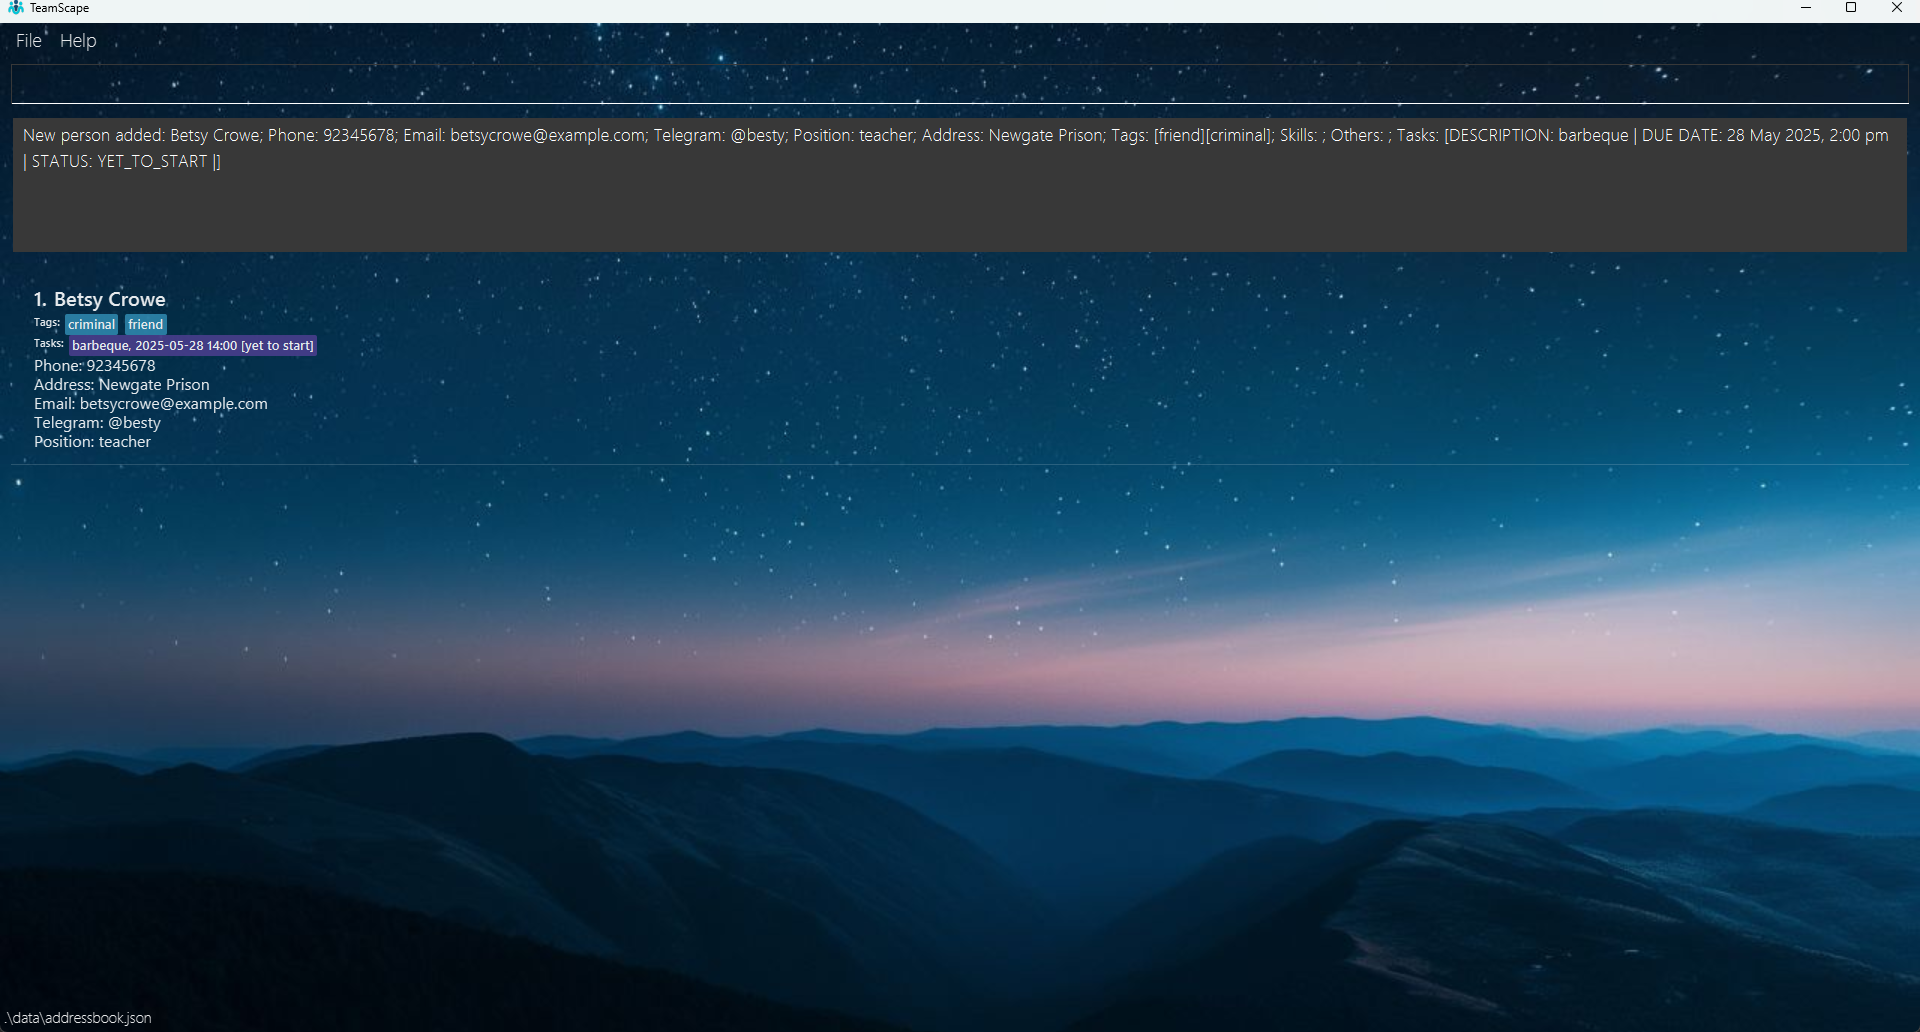 TeamScape
File Help
New person added: Betsy Crowe; Phone: 92345678; Email: betsycrowe@example.com; Telegram: @besty; Position: teacher; Address: Newgate Prison; Tags: [friend][criminal]; Skills: ; Others: ; Tasks: [DESCRIPTION: barbeque | DUE DATE: 28 May 2025, 2:00 pm
| STATUS: YET_TO_START |]
1. Betsy Crowe
Tags: criminal friend
Tasks: barbeque, 2025-05-28 14:00 [yet to start]
Phone: 92345678
Address: Newgate Prison
Email: betsycrowe@example.com
Telegram: @besty
Position: teacher
.\data\addressbook.json